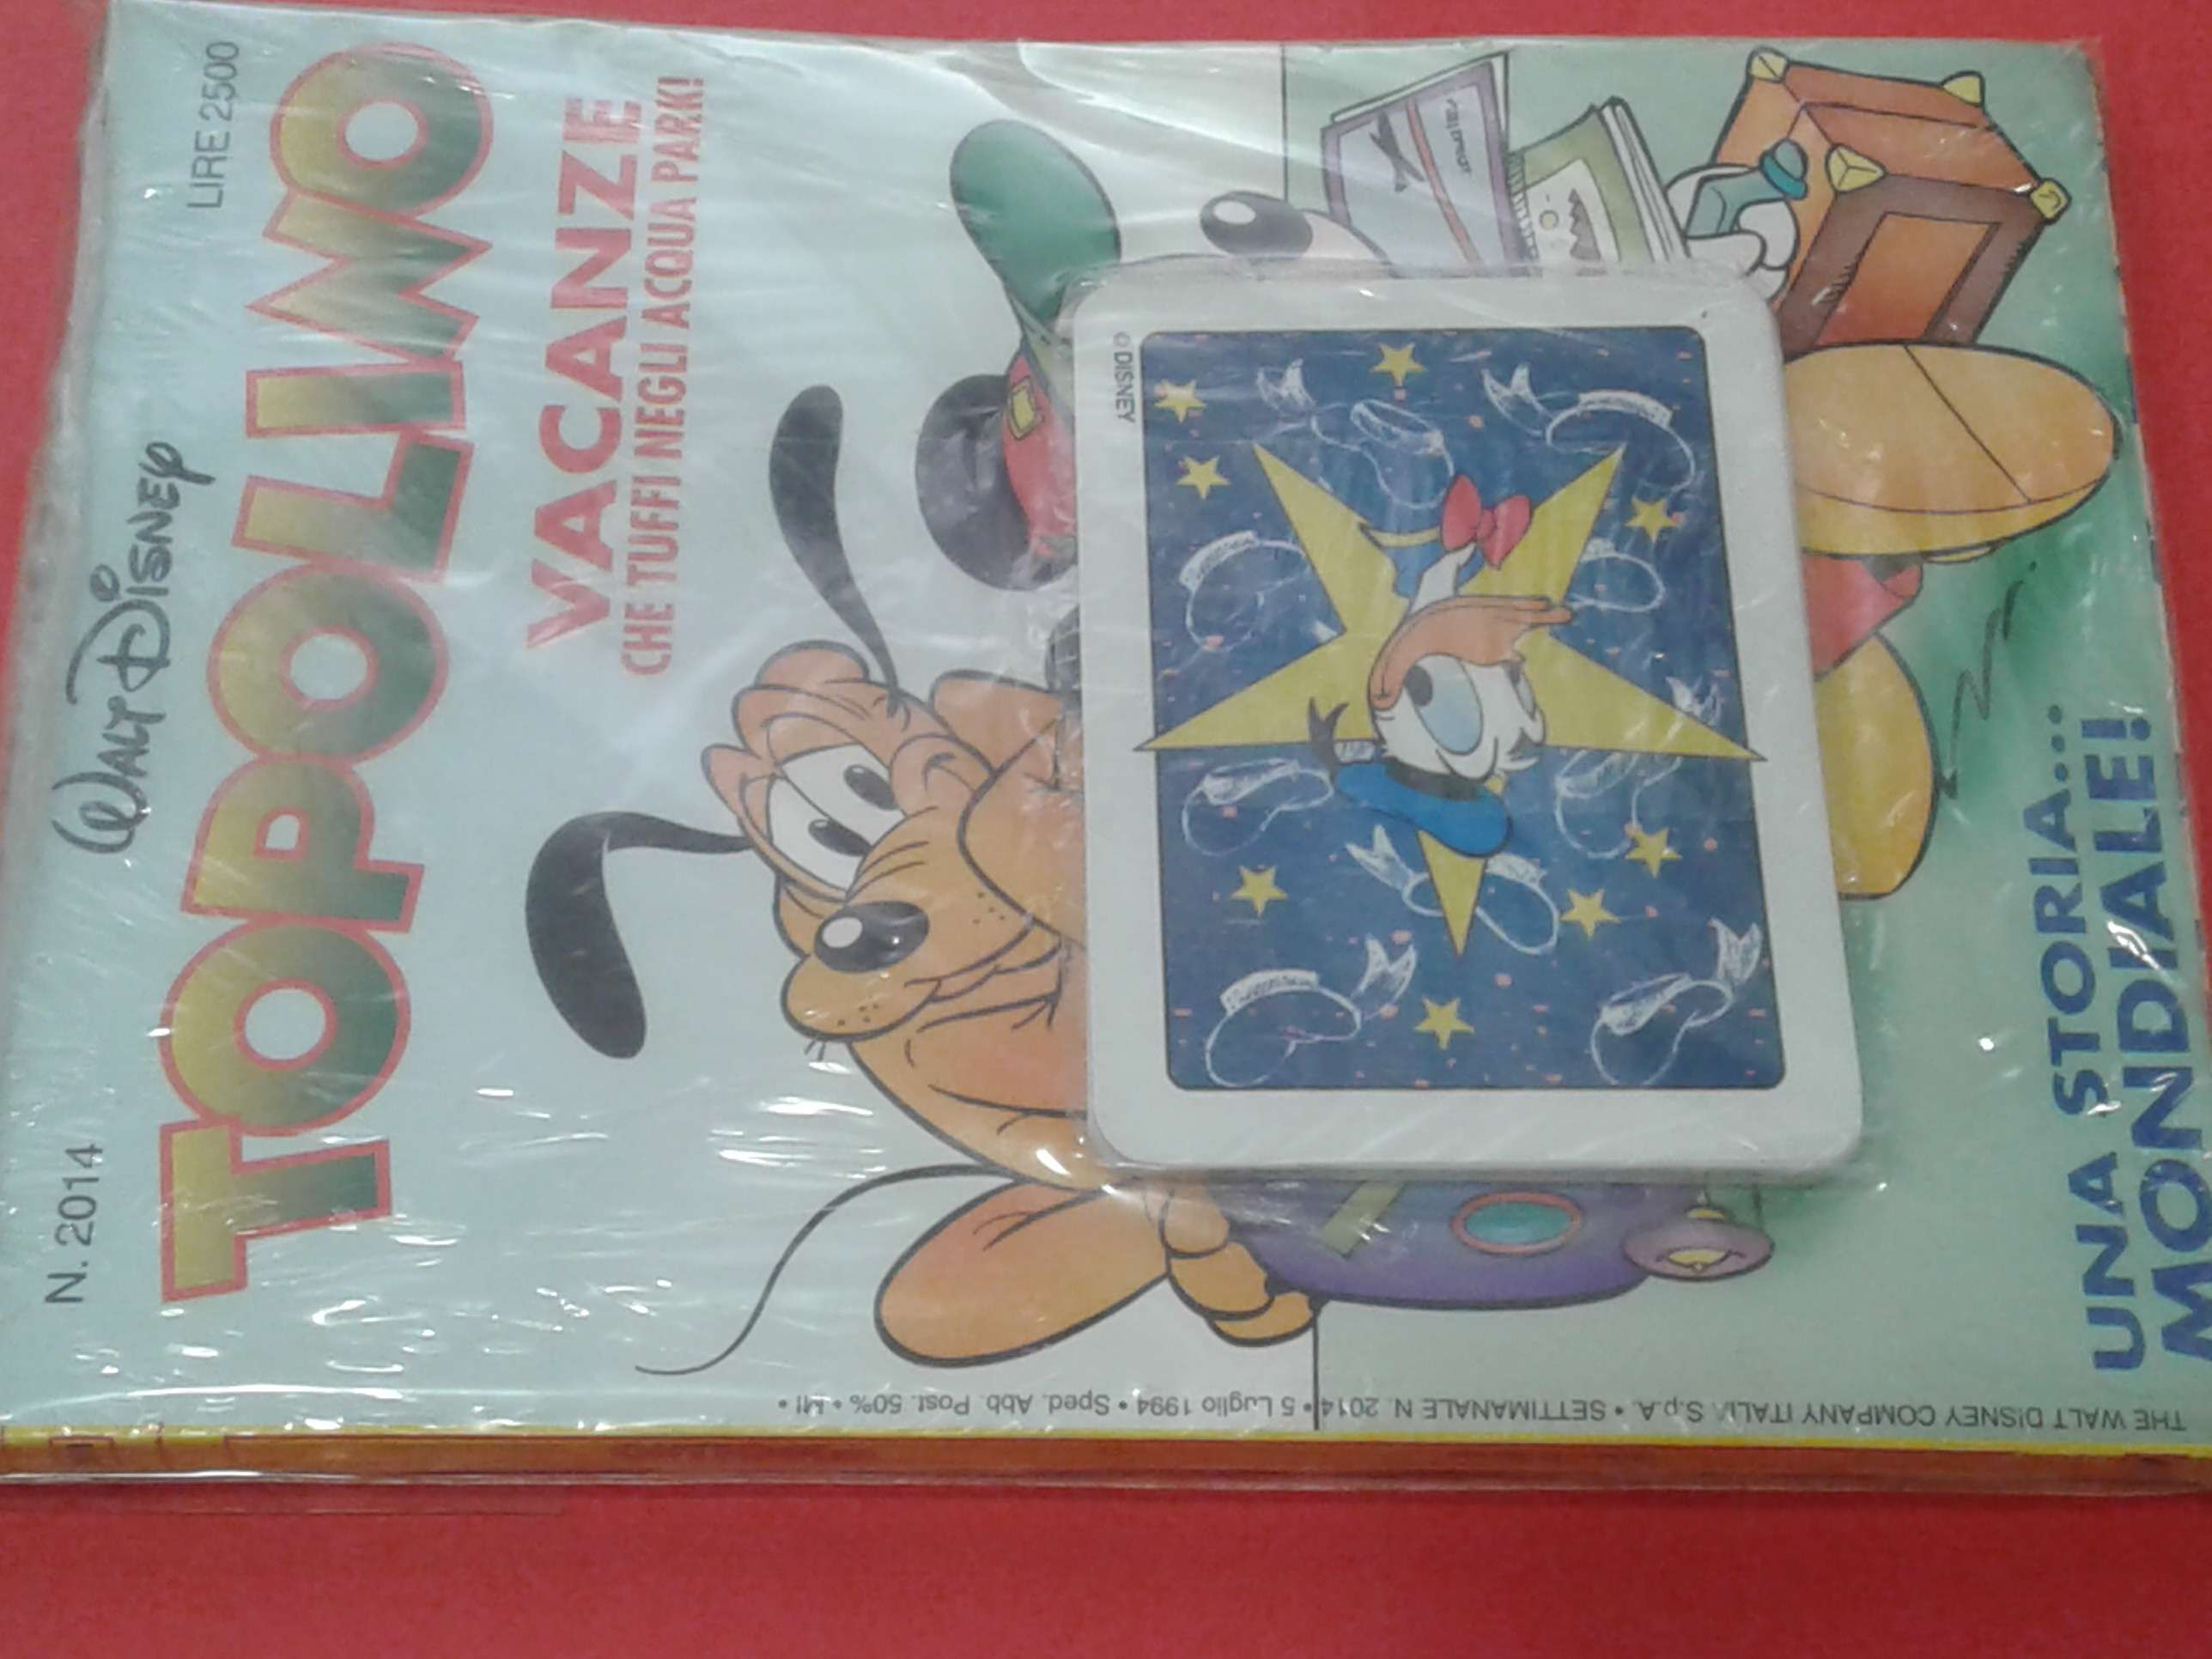 N. 2014
WALT DISNEY
LIRE 2500
TOPOLINO
VACANZE
CHE TUFFI NEGLI ACQUA PARK!
© DISNEY
UNA STORIA...
MONDIALE!
THE WALT DISNEY COMPANY ITALIA S.p.A. • SETTIMANALE N. 2014 • 5 Luglio 1994 • Sped. Abb. Post. 50% • MI •